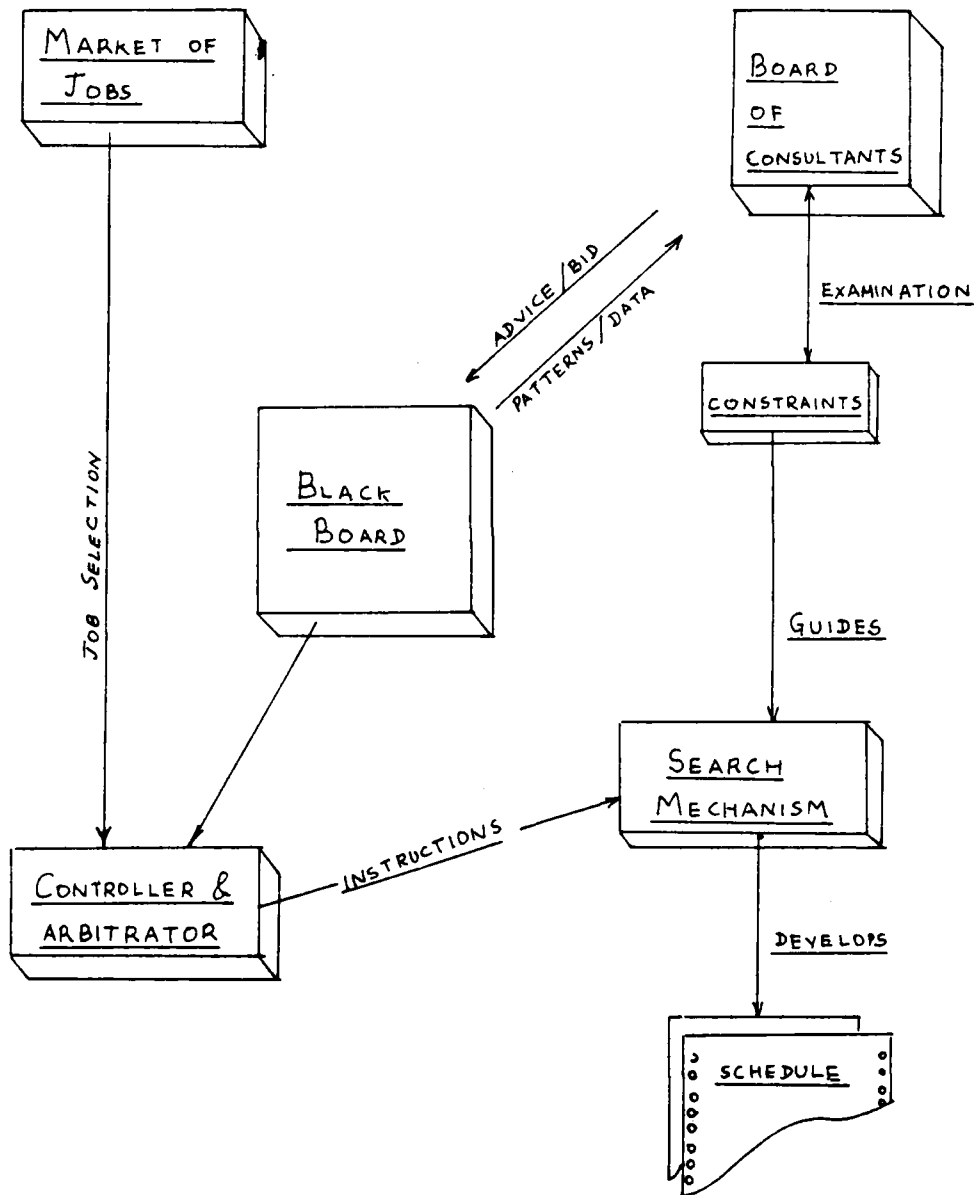 MARKET OF
JOBS
BOARD
OF
CONSULTANTS
ADVICE/BID
PATTERNS/DATA
EXAMINATION
CONSTRAINTS
BLACK
BOARD
JOB SELECTION
GUIDES
SEARCH
MECHANISM
INSTRUCTIONS
CONTROLLER &
ARBITRATOR
DEVELOPS
SCHEDULE